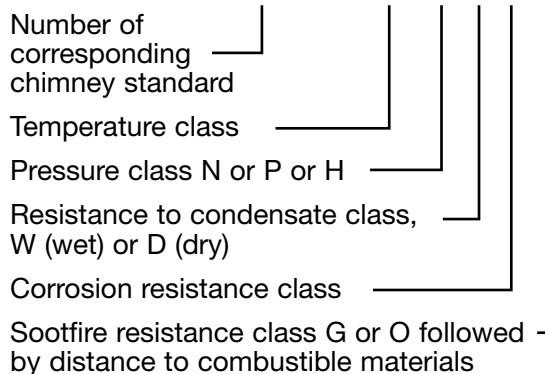 Number of
corresponding
chimney standard
Temperature class
Pressure class N or P or H
Resistance to condensate class,
W (wet) or D (dry)
Corrosion resistance class
Sootfire resistance class G or O followed
by distance to combustible materials